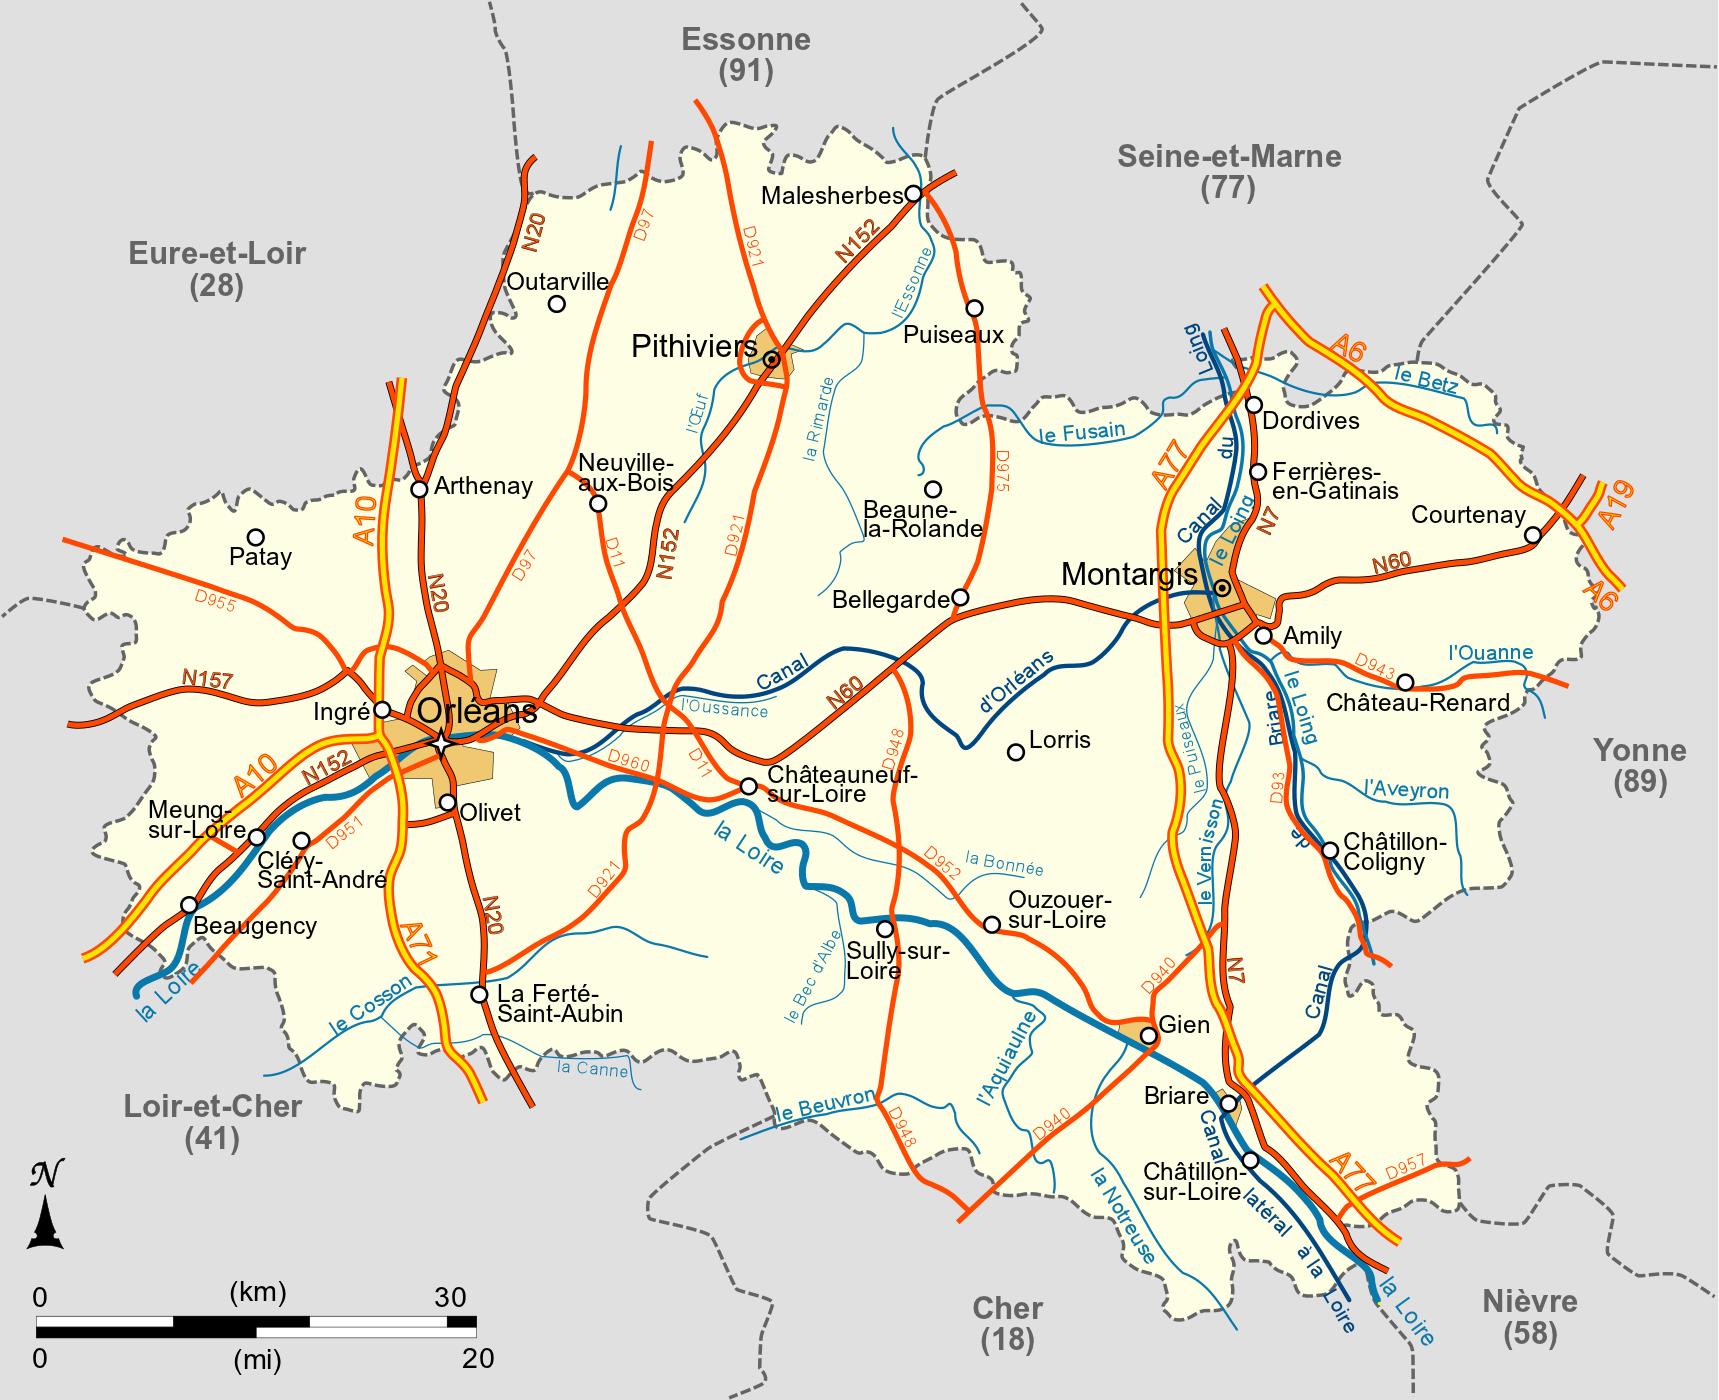 Essonne
(91)
Seine-et-Marne
(77)
Eure-et-Loir
(28)
Malesherbes
D97
N20
D921
N152
l'Essonne
Outarville
Pithiviers
Puiseaux
Loing
A6
le Betz
l'Œuf
la Rimarde
le Fusain
Dordives
du
Neuville-
aux-Bois
D975
A77
Ferrières-
en-Gatinais
Arthenay
A10
Beaune-
la-Rolande
Canal
le Loing
N7
Courtenay
A19
Patay
D97
D11
N152
D921
N60
A6
D955
N20
Montargis
Bellegarde
Amily
l'Ouanne
N157
Canal
d'Orléans
N60
D943
Château-Renard
Ingré
Orléans
l'Oussance
Briare
le Loing
le Puiseaux
D948
Lorris
Yonne
(89)
A10
N152
D960
D11
Châteauneuf-
sur-Loire
D93
l'Aveyron
Meung-
sur-Loire
Olivet
D951
la Loire
le Vernisson
de
Châtillon-
Coligny
Cléry-
Saint-André
D921
D952
la Bonnée
Beaugency
N20
Ouzouer-
sur-Loire
A71
le Bec d'Albe
Sully-sur-
Loire
D940
N7
Canal
la Loire
le Cosson
La Ferté-
Saint-Aubin
Gien
l'Aquiaulne
la Canne
Briare
Loir-et-Cher
(41)
le Beuvron
D948
D940
Canal
Châtillon-
sur-Loire
A77
D957
la Notreuse
latéral
à la
Loire
la Loire
N
Cher
(18)
Nièvre
(58)
0
(km)
30
0
(mi)
20